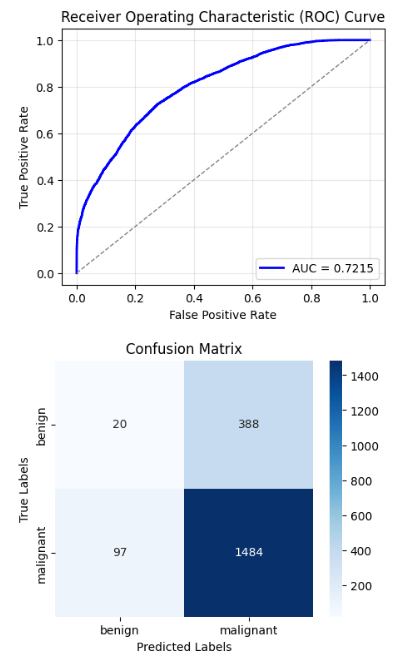 Receiver Operating Characteristic (ROC) Curve
1.0
0.8
0.6
0.4
0.2
0.0
True Positive Rate
AUC = 0.7215
0.0 0.2 0.4 0.6 0.8 1.0
False Positive Rate
Confusion Matrix
True Labels
benign
20 388
malignant
97 1484
benign malignant
Predicted Labels
1400
1200
1000
800
600
400
200